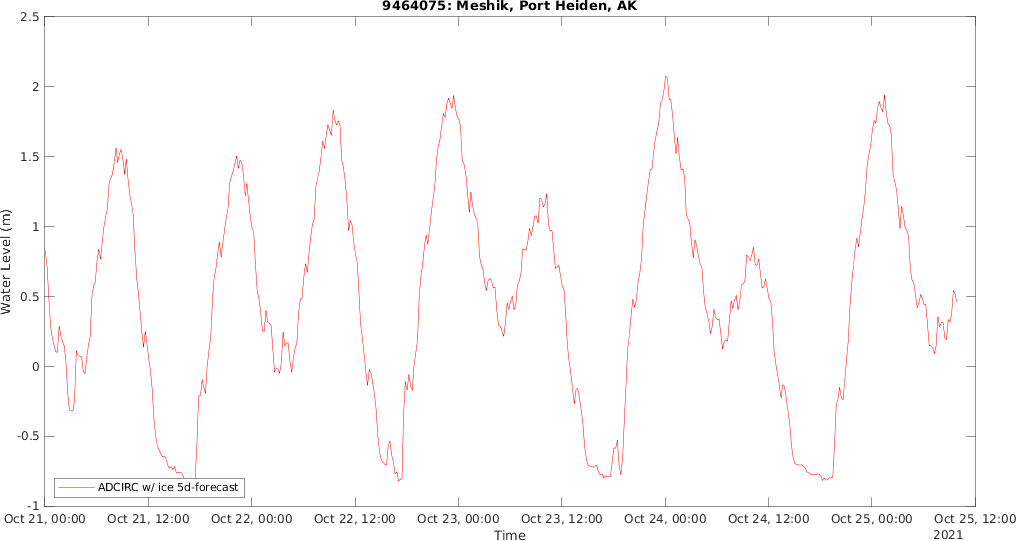 9464075: Meshik, Port Heiden, AK
2.5
2
1.5
1
0.5
0
-0.5
-1
Water Level (m)
ADCIRC w/ ice 5d-forecast
Oct 21, 00:00 Oct 21, 12:00 Oct 22, 00:00 Oct 22, 12:00 Oct 23, 00:00 Oct 23, 12:00 Oct 24, 00:00 Oct 24, 12:00 Oct 25, 00:00 Oct 25, 12:00
Time
2021